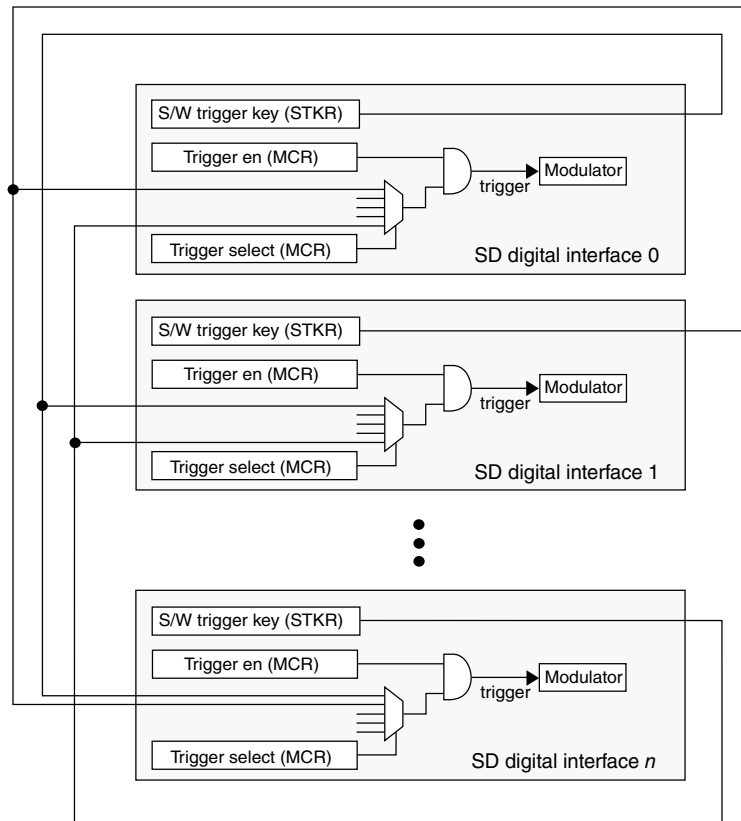 S/W trigger key (STKR)
Trigger en (MCR)
trigger
Modulator
Trigger select (MCR)
SD digital interface 0
S/W trigger key (STKR)
Trigger en (MCR)
trigger
Modulator
Trigger select (MCR)
SD digital interface 1
S/W trigger key (STKR)
Trigger en (MCR)
trigger
Modulator
Trigger select (MCR)
SD digital interface n